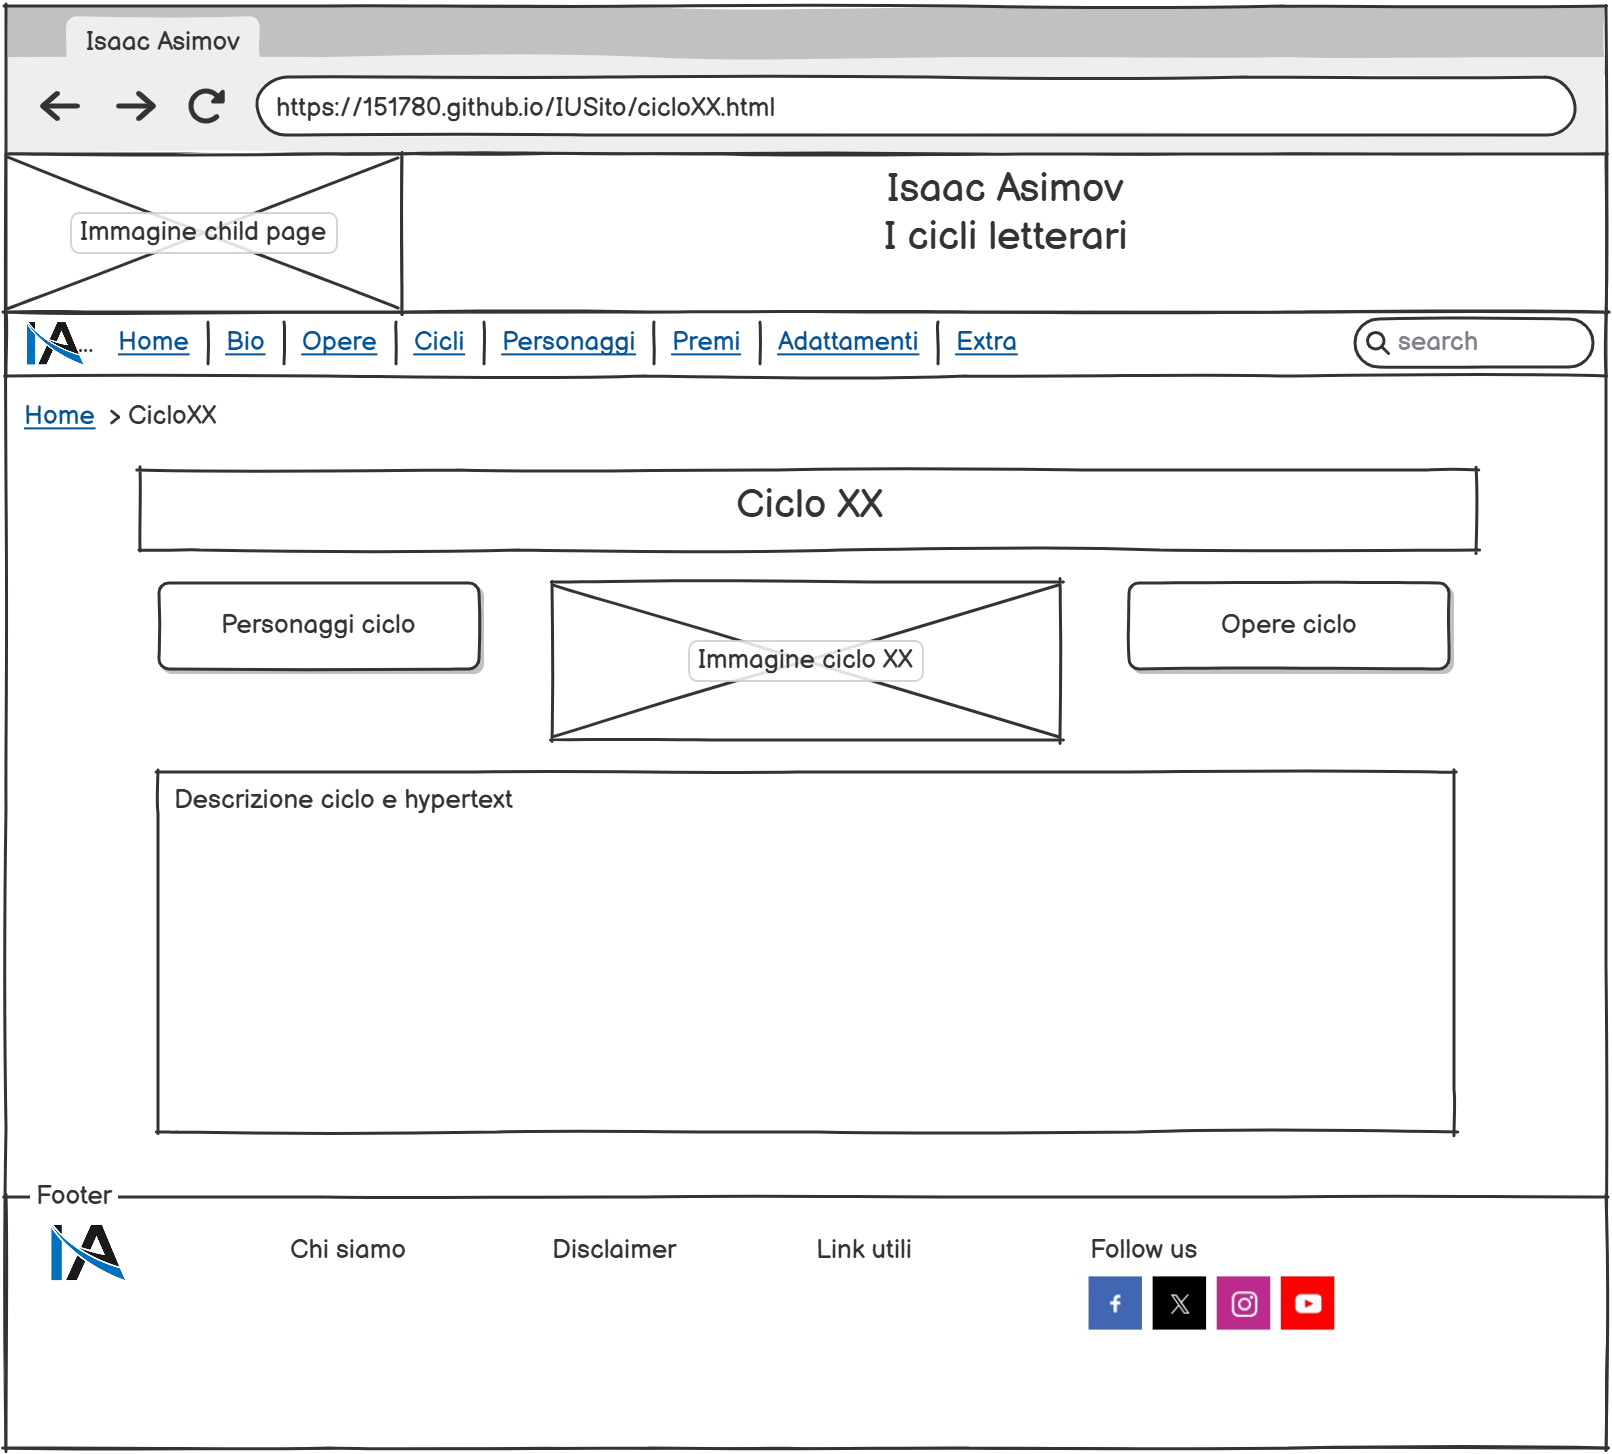 Isaac Asimov
https://151780.github.io/IUSito/cicloXX.html
Immagine child page
Isaac Asimov
I cicli letterari
IA... Home Bio Opere Cicli Personaggi Premi Adattamenti Extra search
Home > CicloXX
Ciclo XX
Personaggi ciclo
Immagine ciclo XX
Opere ciclo
Descrizione ciclo e hypertext
Footer
IA Chi siamo Disclaimer Link utili Follow us